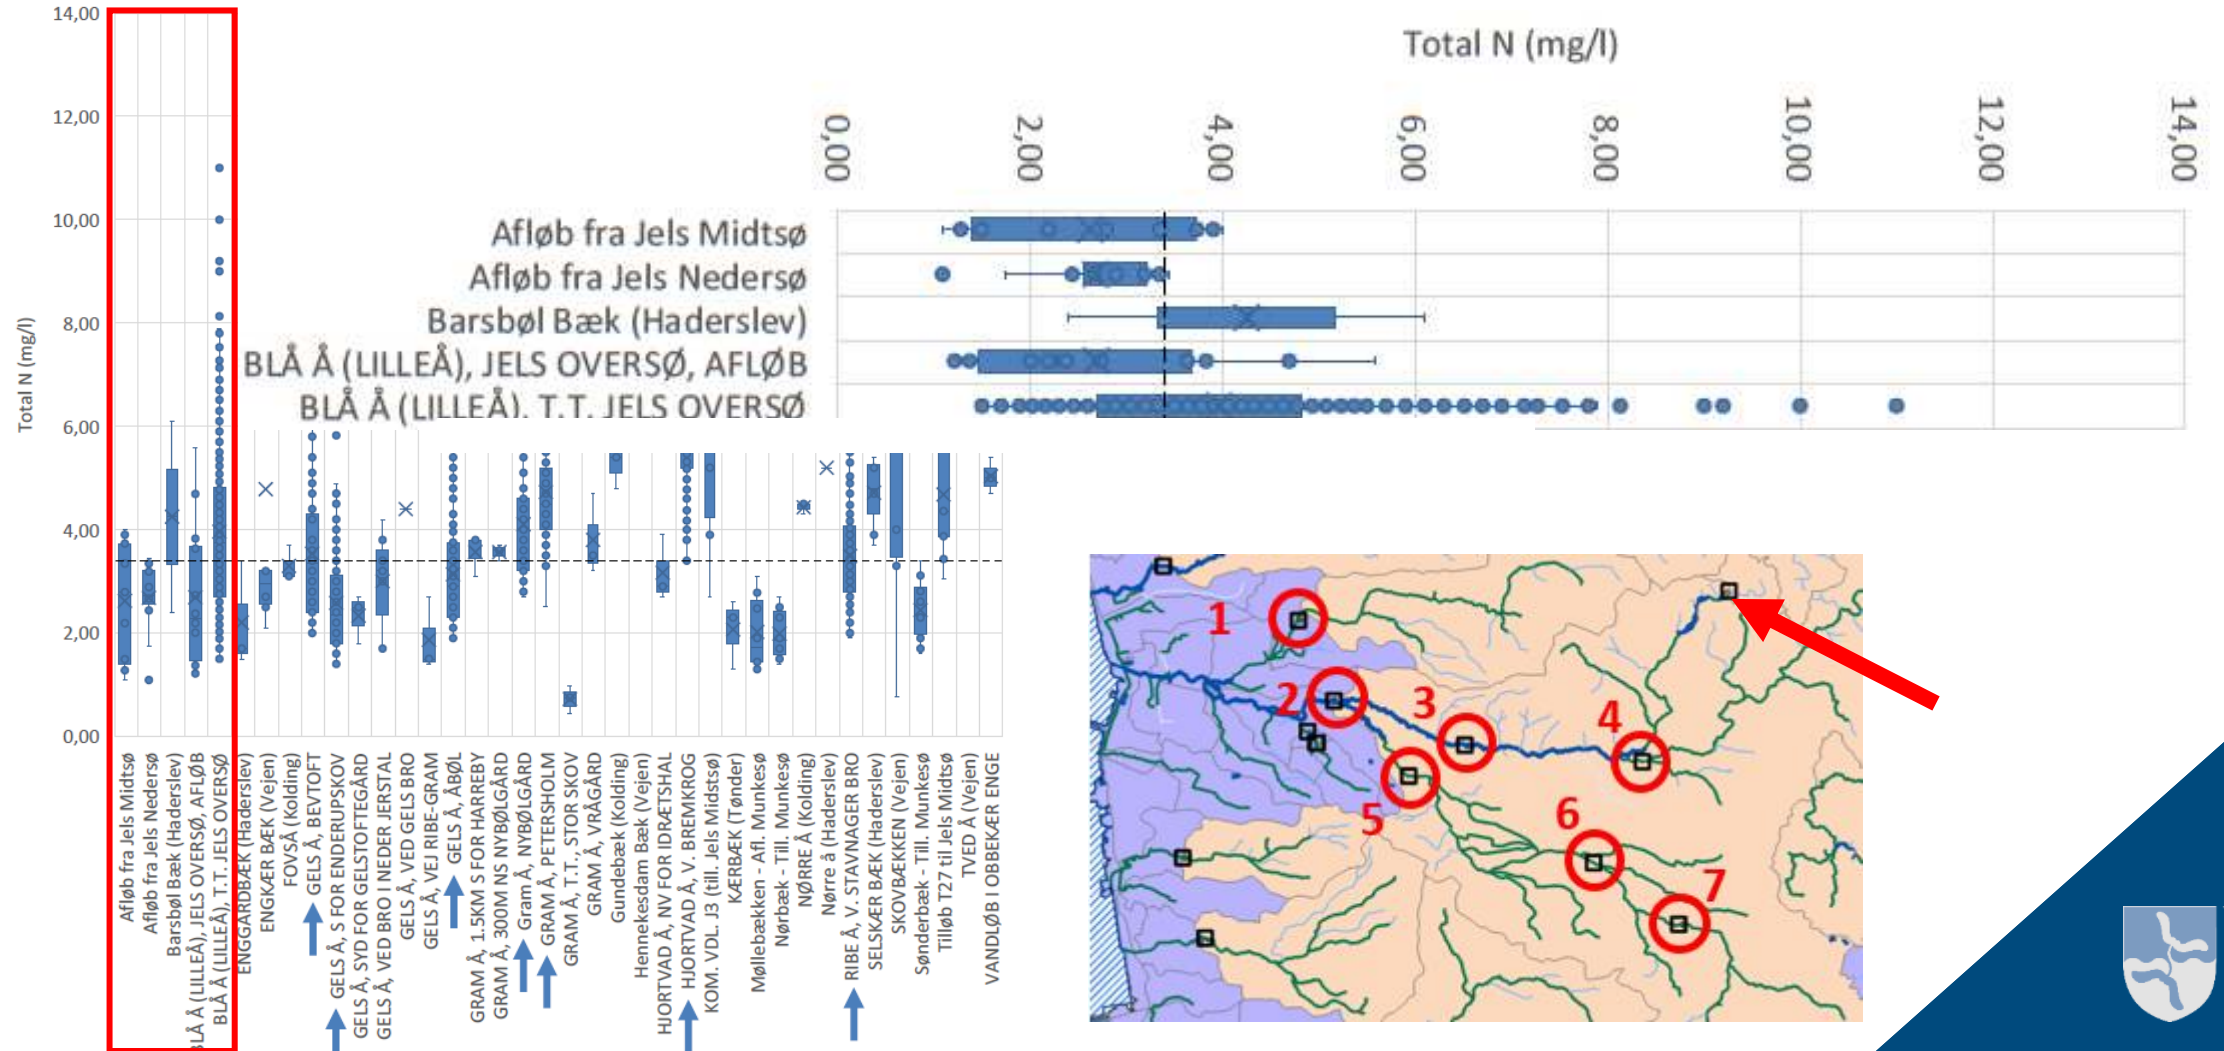 14,00
12,00
10,00
8,00
6,00
4,00
2,00
0,00
Total N (mg/l)
Total N (mg/l)
0,00
2,00
4,00
6,00
8,00
10,00
12,00
14,00
Afløb fra Jels Midtsø
Afløb fra Jels Nedersø
Barsbøl Bæk (Haderslev)
BLÅ Å (LILLEÅ), JELS OVERSØ, AFLØB
BLÅ Å (LILLEÅ), T.T. JELS OVERSØ
Afløb fra Jels Midtsø
Afløb fra Jels Nedersø
Barsbøl Bæk (Haderslev)
BLÅ Å (LILLEÅ), JELS OVERSØ, AFLØB
BLÅ Å (LILLEÅ), T.T. JELS OVERSØ
ENGGARDBÆK (Haderslev)
ENGKÆR BÆK (Vejen)
FOVSÅ (Kolding)
GELS Å, BEVTOFT
GELS Å, S FOR ENDERUPSKOV
GELS Å, SYD FOR GELSTOFTEGÅRD
GELS Å, VED BRO I NEDER JERSTAL
GELS Å, VED GELS BRO
GELS Å, VEJ RIBE-GRAM
GELS Å, ÅBØL
GRAM Å, 1.5KM S FOR HARREBY
GRAM Å, 300M NS NYBØLGÅRD
Gram Å, NYBØLGÅRD
GRAM Å, PETERSHOLM
GRAM Å, T.T., STOR SKOV
GRAM Å, VRÅGÅRD
Gundebæk (Kolding)
Hennekesdam Bæk (Vejen)
HJORTVAD Å, NV FOR IDRÆTSHAL
HJORTVAD Å, V. BREMKROG
KOM. VDL. J3 (till. Jels Midstsø)
KÆRBÆK (Tønder)
Møllebækken - Afl. Munkesø
Nørbæk - Till. Munkesø
NØRRE Å (Kolding)
Nørre å (Haderslev)
RIBE Å, V. STAVNAGER BRO
SELSKÆR BÆK (Haderslev)
SKOVBÆKKEN (Vejen)
Sønderbæk - Till. Munkesø
Tilløb T27 til Jels Midtsø
TVED Å (Vejen)
VANDLØB I OBBEKÆR ENGE
1
2
3
4
5
6
7